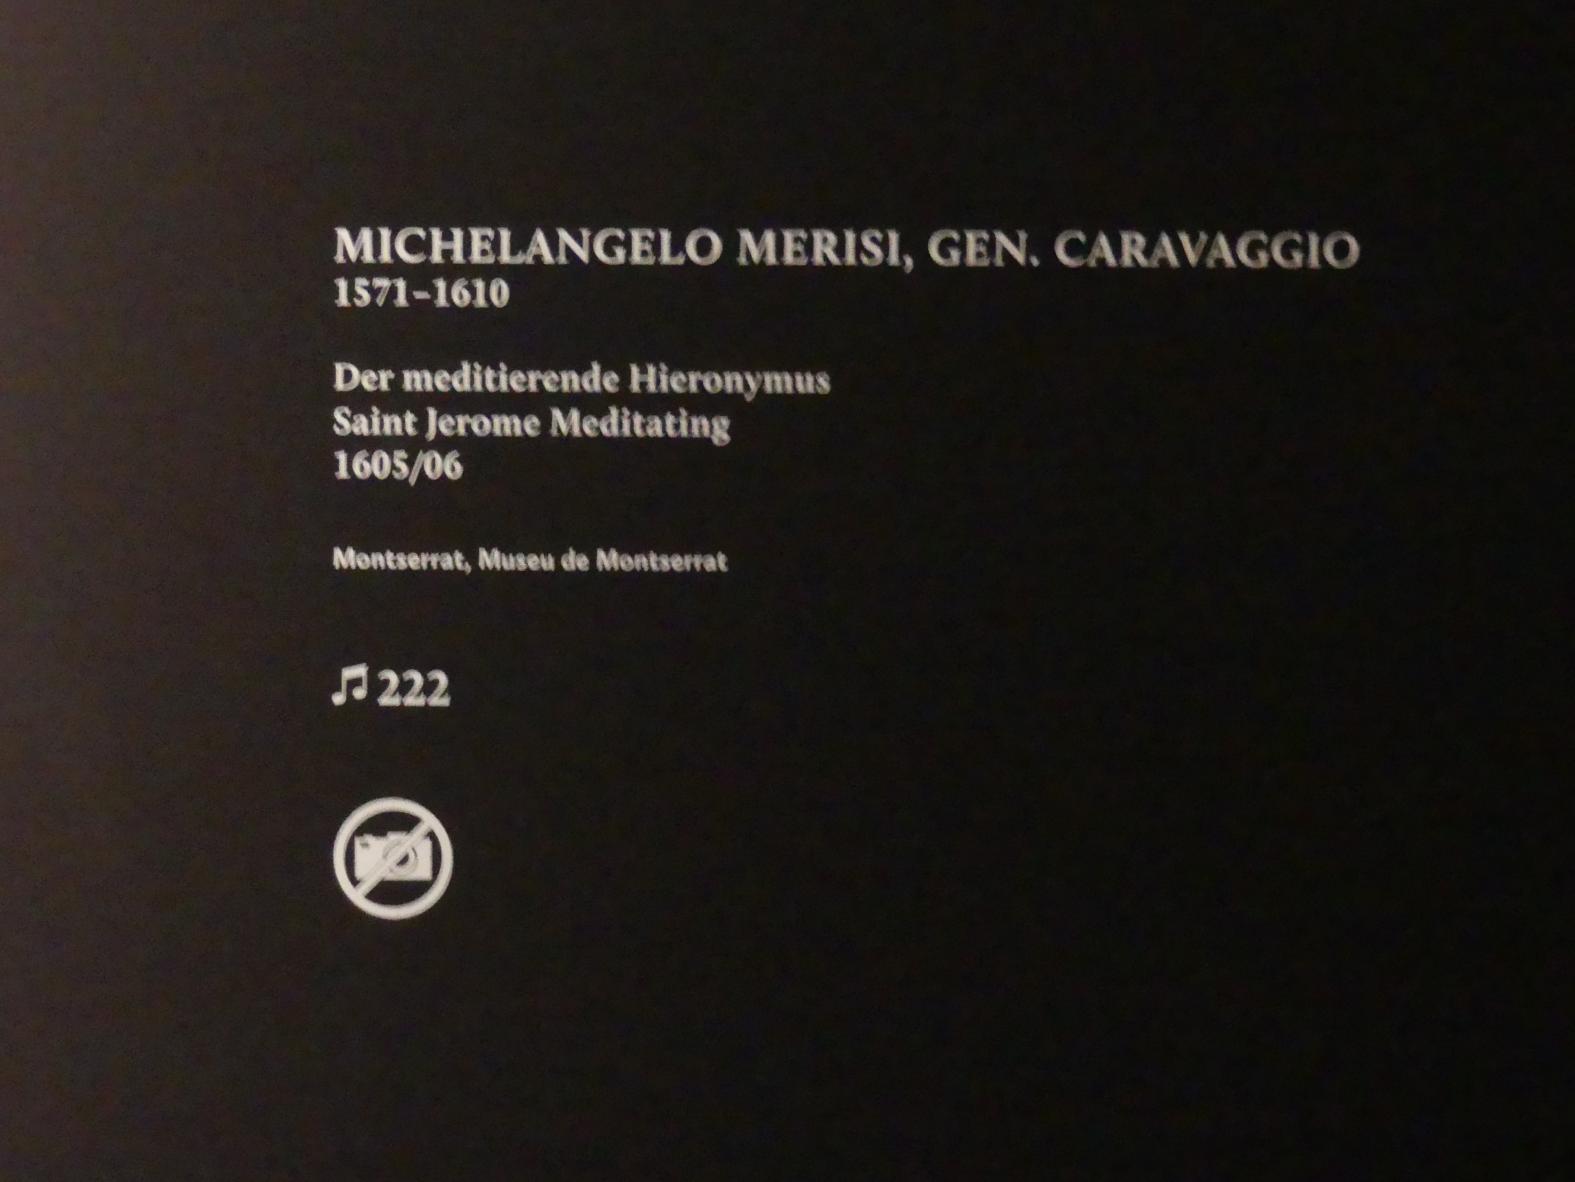 MICHELANGELO MERISI, GEN. CARAVAGGIO
1571–1610
Der meditierende Hieronymus
Saint Jerome Meditating
1605/06
Montserrat, Museu de Montserrat
♫ 222